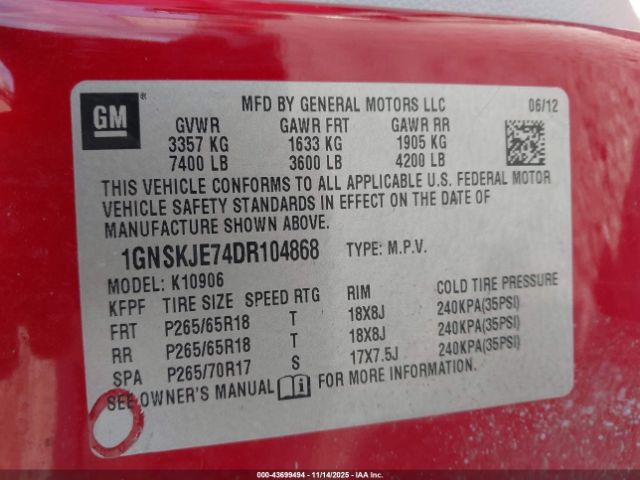 GM
MFD BY GENERAL MOTORS LLC 06/12
GVWR GAWR FRT GAWR RR
3357 KG 1633 KG 1905 KG
7400 LB 3600 LB 4200 LB
THIS VEHICLE CONFORMS TO ALL APPLICABLE U.S. FEDERAL MOTOR
VEHICLE SAFETY STANDARDS IN EFFECT ON THE DATE OF
MANUFACTURE SHOWN ABOVE.
1GNSKJE74DR104868 TYPE: M.P.V.
MODEL: K10906
KFPF TIRE SIZE SPEED RTG RIM COLD TIRE PRESSURE
FRT P265/65R18 T 18X8J 240KPA(35PSI)
RR P265/65R18 T 18X8J 240KPA(35PSI)
SPA P265/70R17 S 17X7.5J 240KPA(35PSI)
SEE OWNER'S MANUAL i FOR MORE INFORMATION.
000-43699494 - 11/14/2025 - IAAI.COM